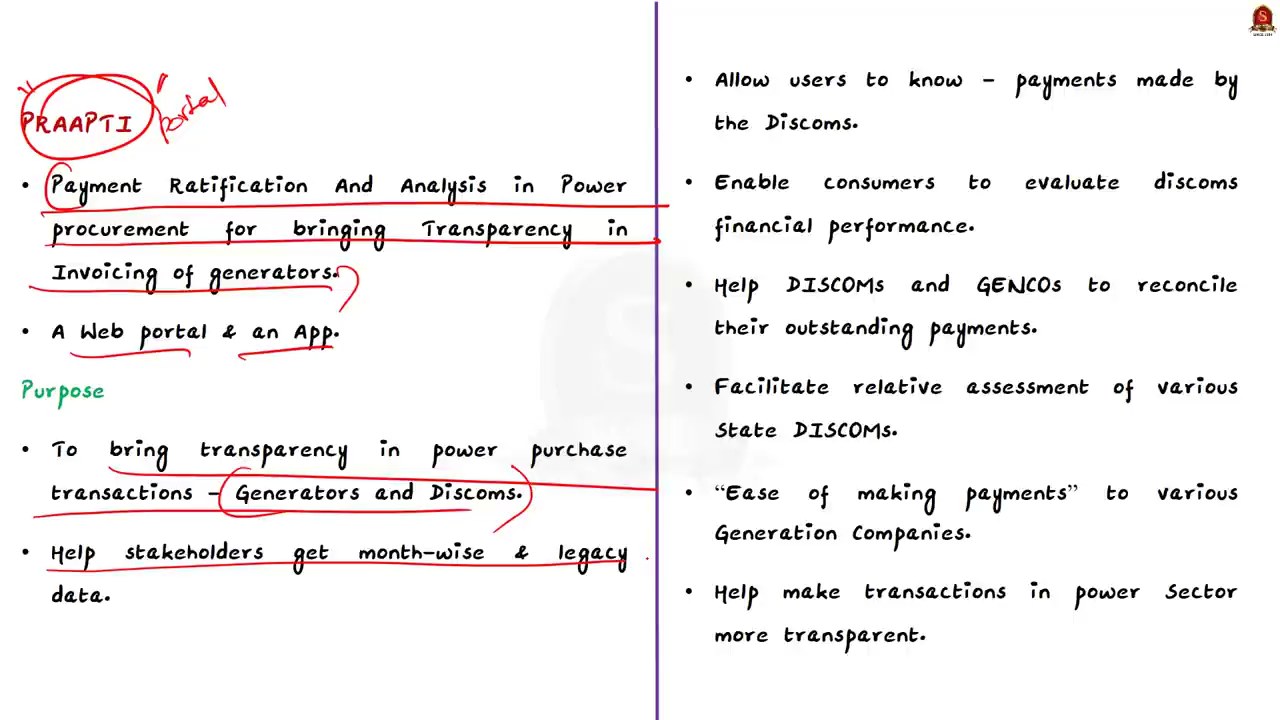 PRAAPTI
portal
• Payment Ratification And Analysis in Power
procurement for bringing Transparency in
Invoicing of generators.
• A Web portal & an App.
Purpose
• To bring transparency in power purchase
transactions – Generators and Discoms.
• Help stakeholders get month-wise & legacy
data.
• Allow users to know – payments made by
the Discoms.
• Enable consumers to evaluate discoms
financial performance.
• Help DISCOMs and GENCOs to reconcile
their outstanding payments.
• Facilitate relative assessment of various
State DISCOMs.
• “Ease of making payments” to various
Generation Companies.
• Help make transactions in power Sector
more transparent.